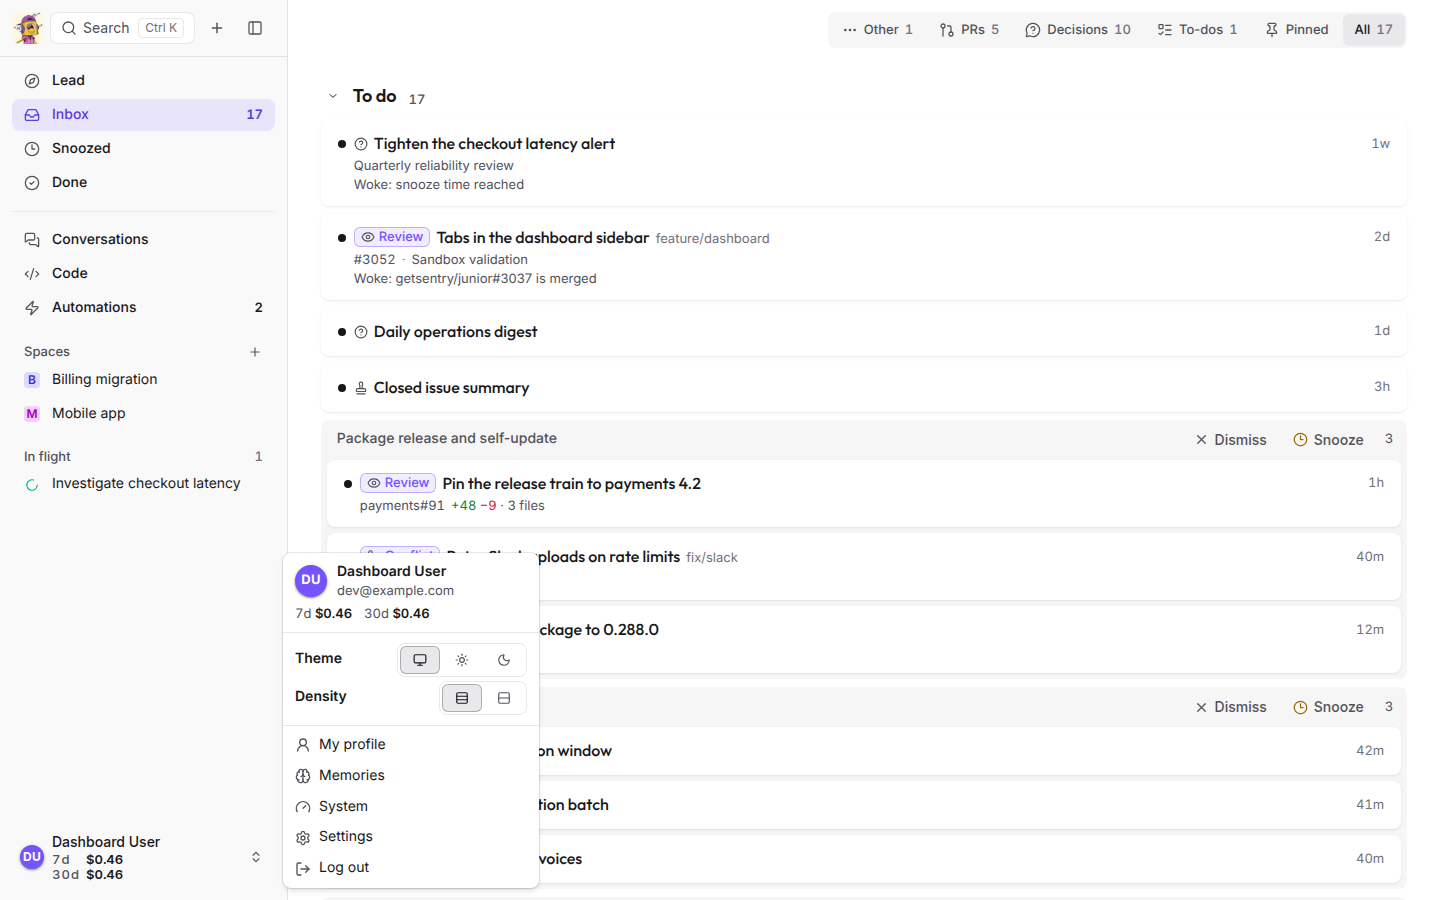 Search Ctrl K
Lead
Inbox 17
Snoozed
Done
Conversations
Code
Automations 2
Spaces
B Billing migration
M Mobile app
In flight 1
Investigate checkout latency
Dashboard User
DU
7d $0.46
30d $0.46
Other 1 PRs 5 Decisions 10 To-dos 1 Pinned All 17
To do 17
Tighten the checkout latency alert 1w
Quarterly reliability review
Woke: snooze time reached
Review Tabs in the dashboard sidebar feature/dashboard 2d
#3052 · Sandbox validation
Woke: getsentry/junior#3037 is merged
Daily operations digest 1d
Closed issue summary 3h
Package release and self-update Dismiss Snooze 3
Review Pin the release train to payments 4.2 1h
payments#91 +48 −9 · 3 files
on rate limits fix/slack 40m
to 0.288.0 12m
Dismiss Snooze 3
window 42m
batch 41m
40m
DU Dashboard User
dev@example.com
7d $0.46 30d $0.46
Theme
Density
My profile
Memories
System
Settings
Log out